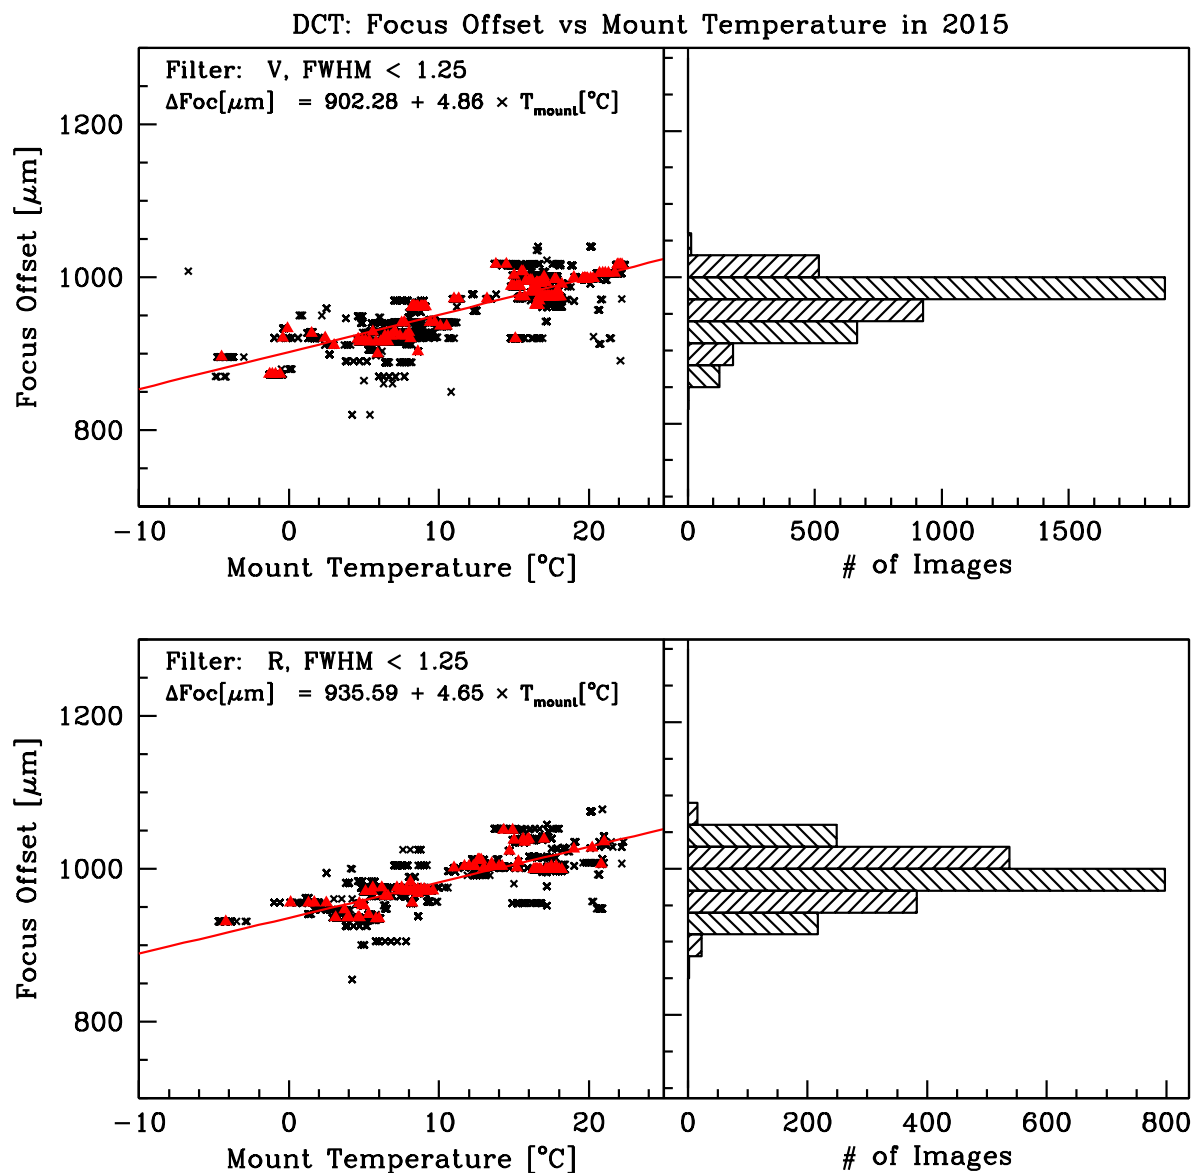 DCT: Focus Offset vs Mount Temperature in 2015
Filter: V, FWHM < 1.25
ΔFoc[μm] = 902.28 + 4.86 × Tmount[°C]
Focus Offset [μm]
1200
1000
800
-10 0 10 20
Mount Temperature [°C]
0 500 1000 1500
# of Images
Filter: R, FWHM < 1.25
ΔFoc[μm] = 935.59 + 4.65 × Tmount[°C]
Focus Offset [μm]
1200
1000
800
-10 0 10 20
Mount Temperature [°C]
0 200 400 600 800
# of Images